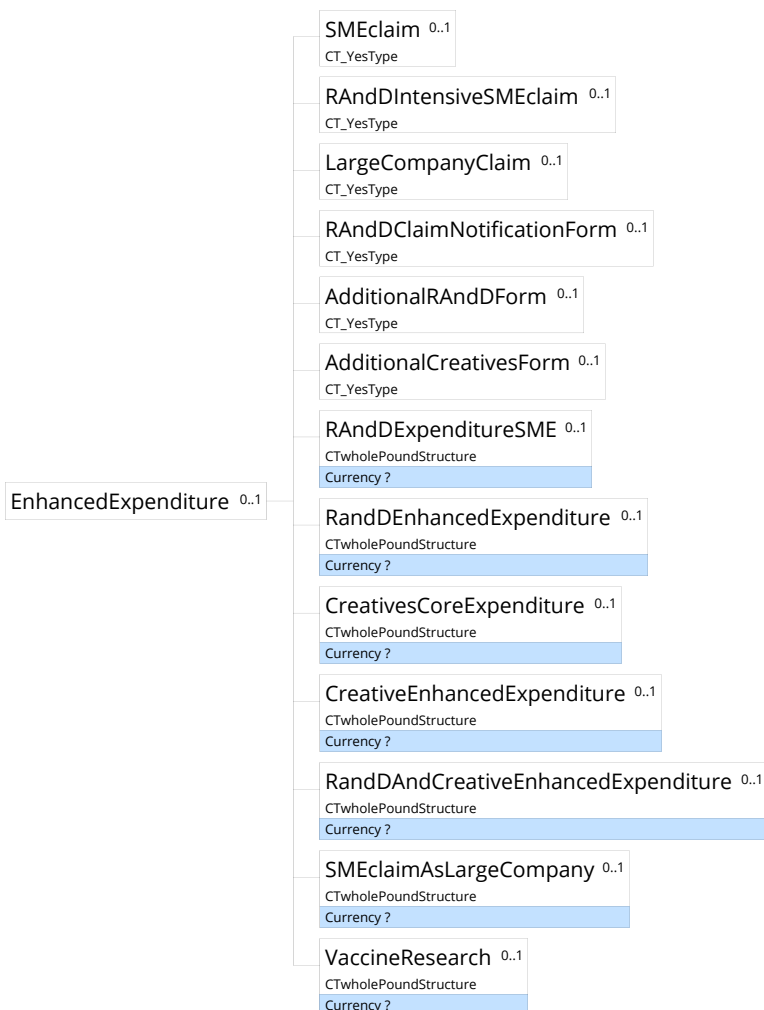 SMEclaim 0..1
CT_YesType
RAndDIntensiveSMEclaim 0..1
CT_YesType
LargeCompanyClaim 0..1
CT_YesType
RAndDClaimNotificationForm 0..1
CT_YesType
AdditionalRAndDForm 0..1
CT_YesType
AdditionalCreativesForm 0..1
CT_YesType
RAndDExpenditureSME 0..1
CTwholePoundStructure
Currency ?
EnhancedExpenditure 0..1
RandDEnhancedExpenditure 0..1
CTwholePoundStructure
Currency ?
CreativesCoreExpenditure 0..1
CTwholePoundStructure
Currency ?
CreativeEnhancedExpenditure 0..1
CTwholePoundStructure
Currency ?
RandDAndCreativeEnhancedExpenditure 0..1
CTwholePoundStructure
Currency ?
SMEclaimAsLargeCompany 0..1
CTwholePoundStructure
Currency ?
VaccineResearch 0..1
CTwholePoundStructure
Currency ?